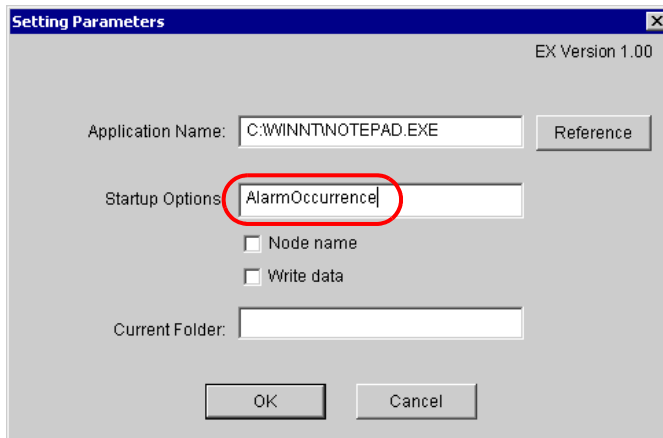 Setting Parameters
EX Version 1.00
Application Name: C:\WINNT\NOTEPAD.EXE Reference
Startup Options AlarmOccurrence
Node name
Write data
Current Folder:
OK Cancel